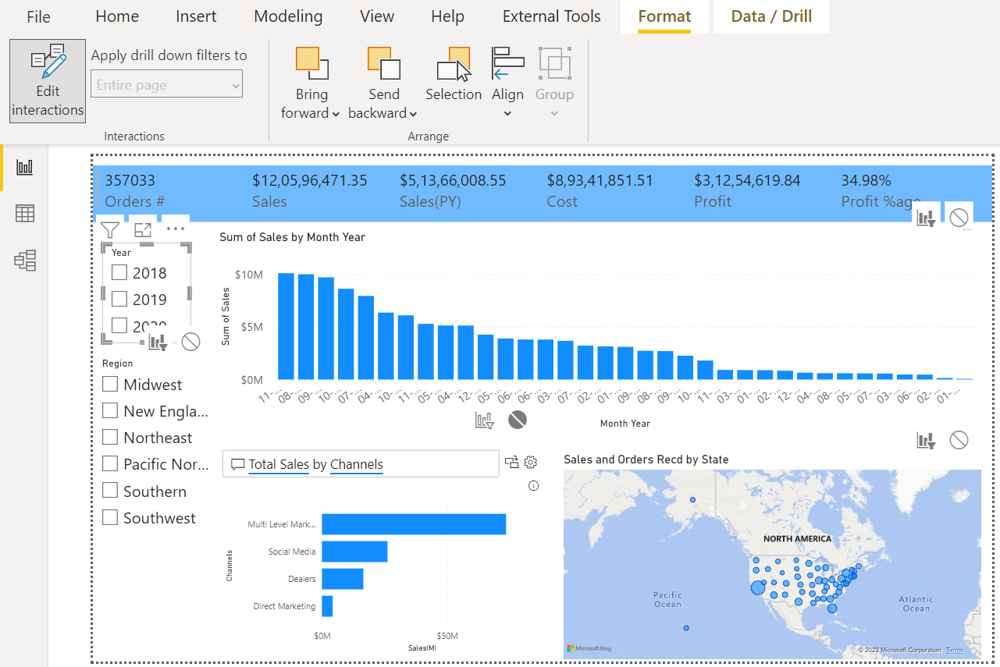 File Home Insert Modeling View Help External Tools Format Data / Drill
Edit interactions
Apply drill down filters to
Entire page
Interactions
Bring forward
Send backward
Selection
Align
Group
Arrange
357033 $12,05,96,471.35 $5,13,66,008.55 $8,93,41,851.51 $3,12,54,619.84 34.98%
Orders # Sales Sales(PY) Cost Profit Profit %age
Year
2018
2019
2020
Region
Midwest
New Engla...
Northeast
Pacific Nor...
Southern
Southwest
Sum of Sales by Month Year
Sum of Sales
$10M
$5M
$0M
11-... 08-... 09-... 10-... 07-... 04-... 10-... 11-... 05-... 04-... 12-... 05-... 06-... 06-... 03-... 07-... 02-... 01-... 09-... 08-... 09-... 10-... 11-... 03-... 01-... 02-... 12-... 04-... 08-... 05-... 07-... 03-... 06-... 02-... 01-...
Month Year
Total Sales by Channels
Channels
Multi Level Mark...
Social Media
Dealers
Direct Marketing
$0M $50M
Sales(M)
Sales and Orders Recd by State
NORTH AMERICA
Pacific
Ocean
Atlantic
Ocean
Microsoft Bing
© 2022 Microsoft Corporation Terms